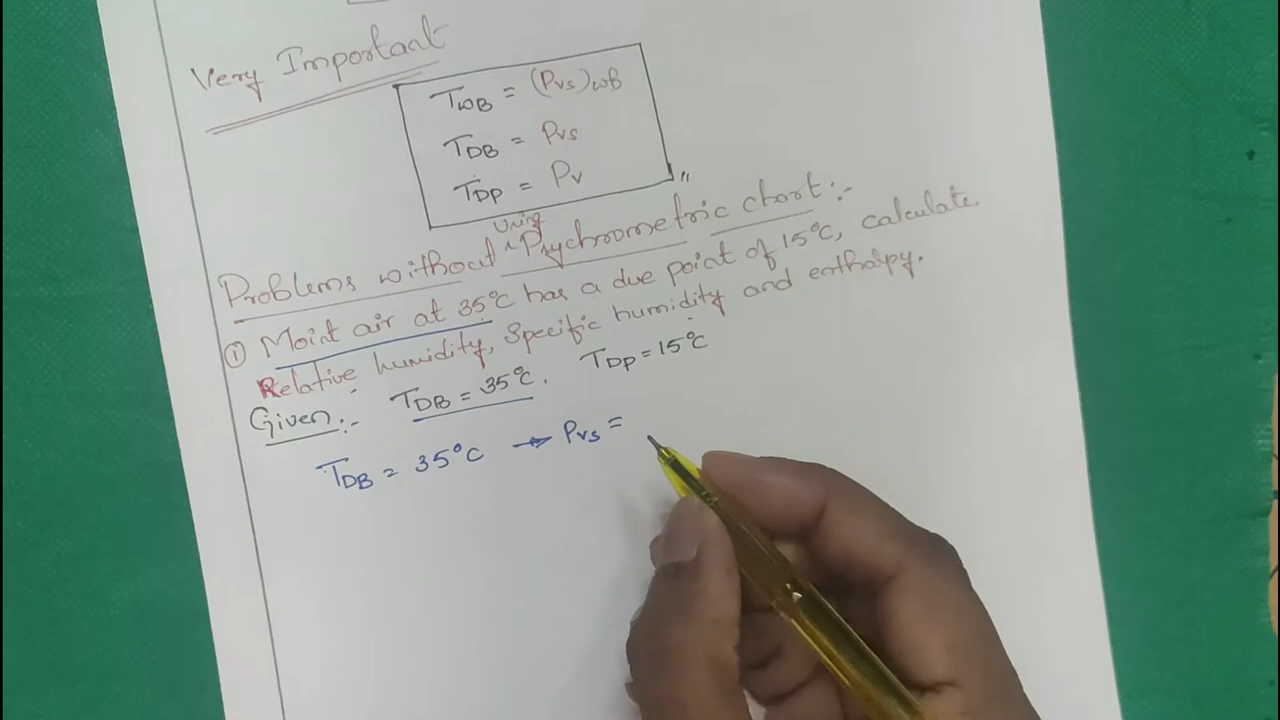 Very Important
TWB = (Pvs)WB
TDB = Pvs
TDP = Pv
Using
Problems without ^ Psychrometric chart:-
① Moist air at 35°C has a due point of 15°C, calculate
Relative humidity, Specific humidity and enthalpy.
Given:- TDB = 35°C. TDP = 15°C
TDB = 35°C → Pvs =